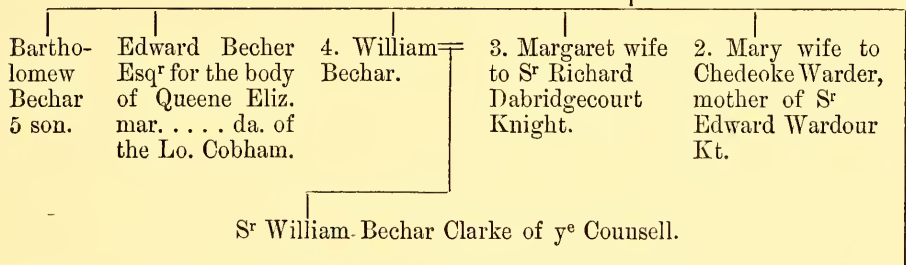 Bartho-
lomew
Bechar
5 son.
Edward Becher
Esqʳ for the body
of Queene Eliz.
mar. . . . . da. of
the Lo. Cobham.
4. William
Bechar.
3. Margaret wife
to Sʳ Richard
Dabridgecourt
Knight.
2. Mary wife to
Chedeoke Warder,
mother of Sʳ
Edward Wardour
Kt.
Sʳ William Bechar Clarke of yᵉ Counsell.